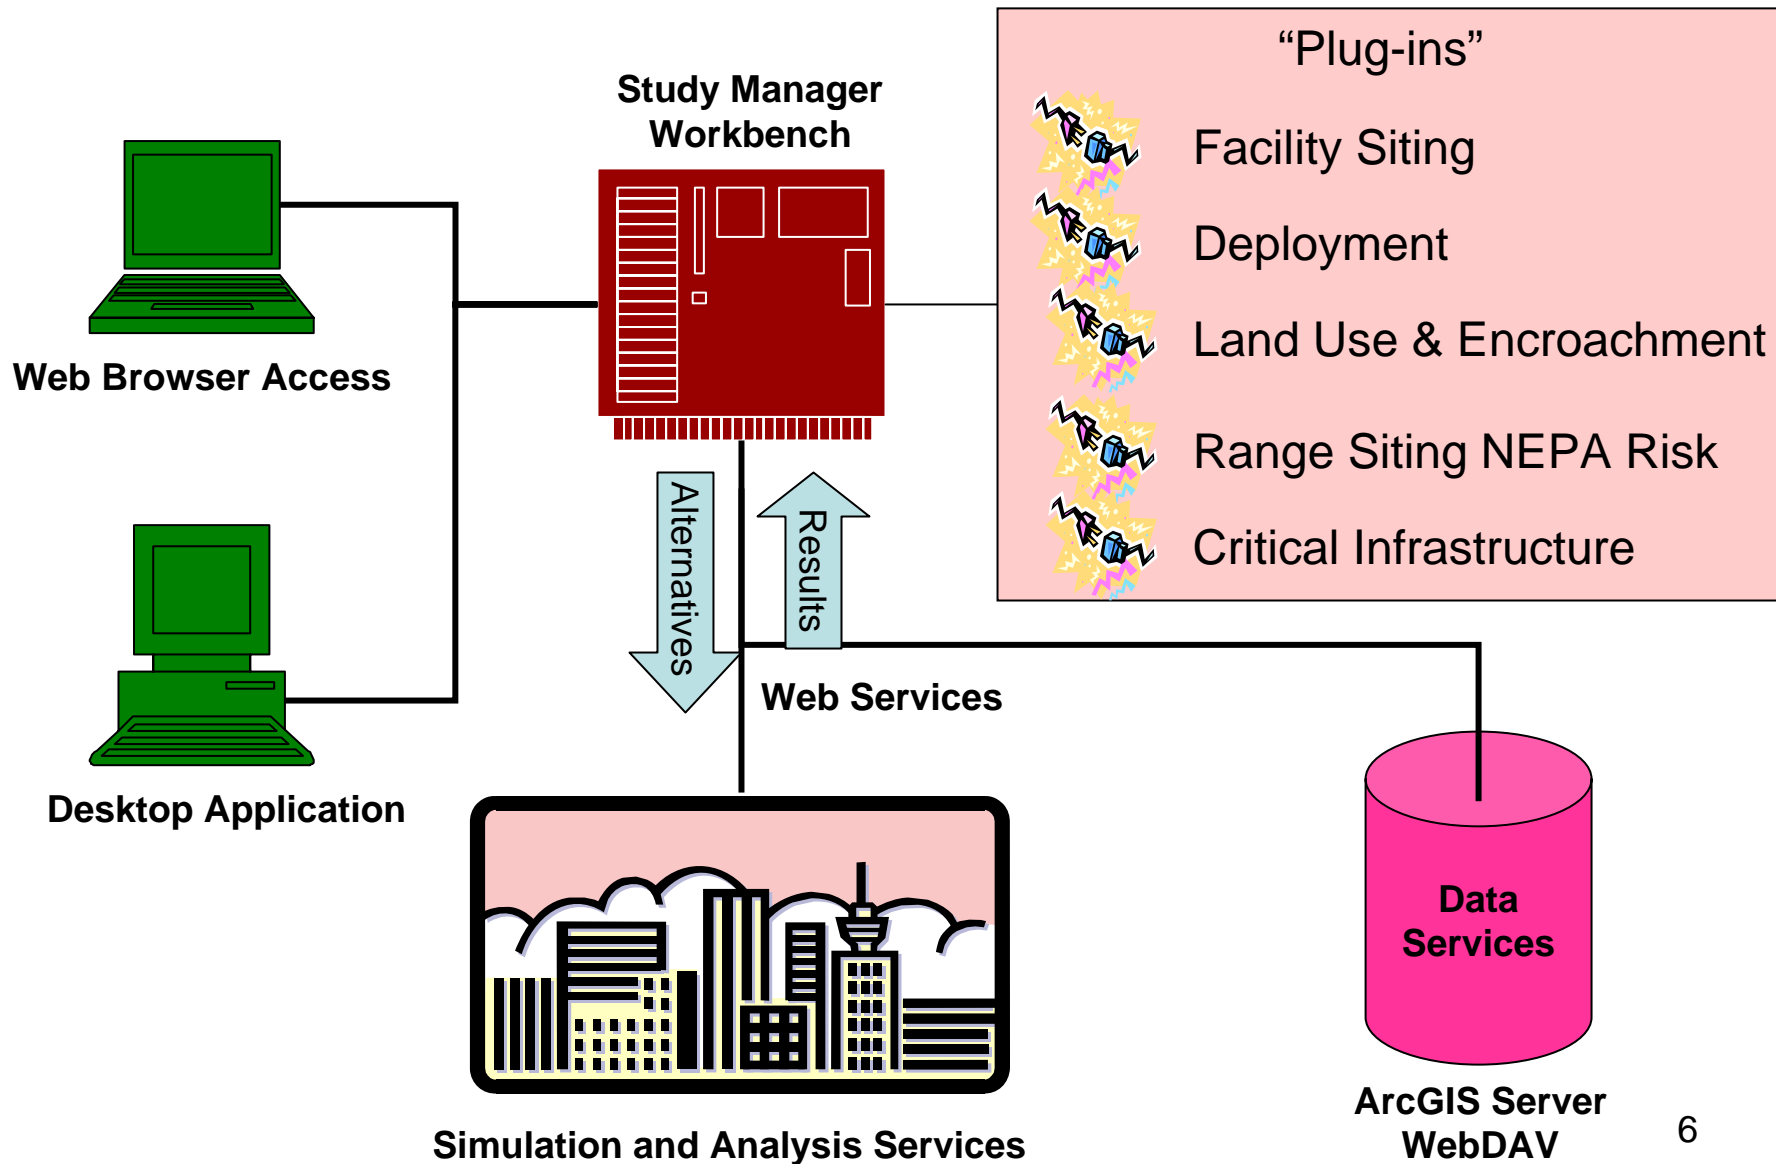 “Plug-ins”
Study Manager
Workbench
Facility Siting
Deployment
Land Use & Encroachment
Range Siting NEPA Risk
Critical Infrastructure
Web Browser Access
Alternatives
Results
Web Services
Desktop Application
Data
Services
ArcGIS Server
WebDAV
Simulation and Analysis Services
6